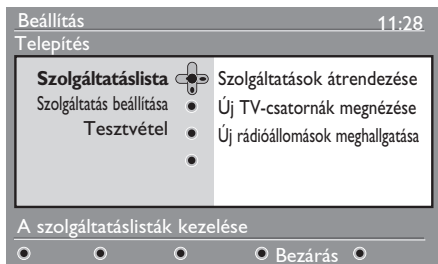 Beállítás 11:28
Telepítés
Szolgáltatáslista Szolgáltatások átrendezése
Szolgáltatás beállítása Új TV-csatornák megnézése
Tesztvétel Új rádióállomások meghallgatása
A szolgáltatáslisták kezelése
Bezárás